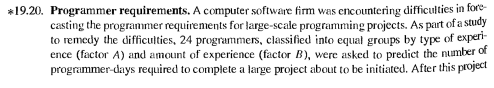 *19.20. Programmer requirements. A computer software firm was encountering difficulties in fore-
casting the programmer requirements for large-scale programming projects. As part of a study
to remedy the difficulties, 24 programmers, classified into equal groups by type of experi-
ence (factor A) and amount of experience (factor B), were asked to predict the number of
programmer-days required to complete a large project about to be initiated. After this project